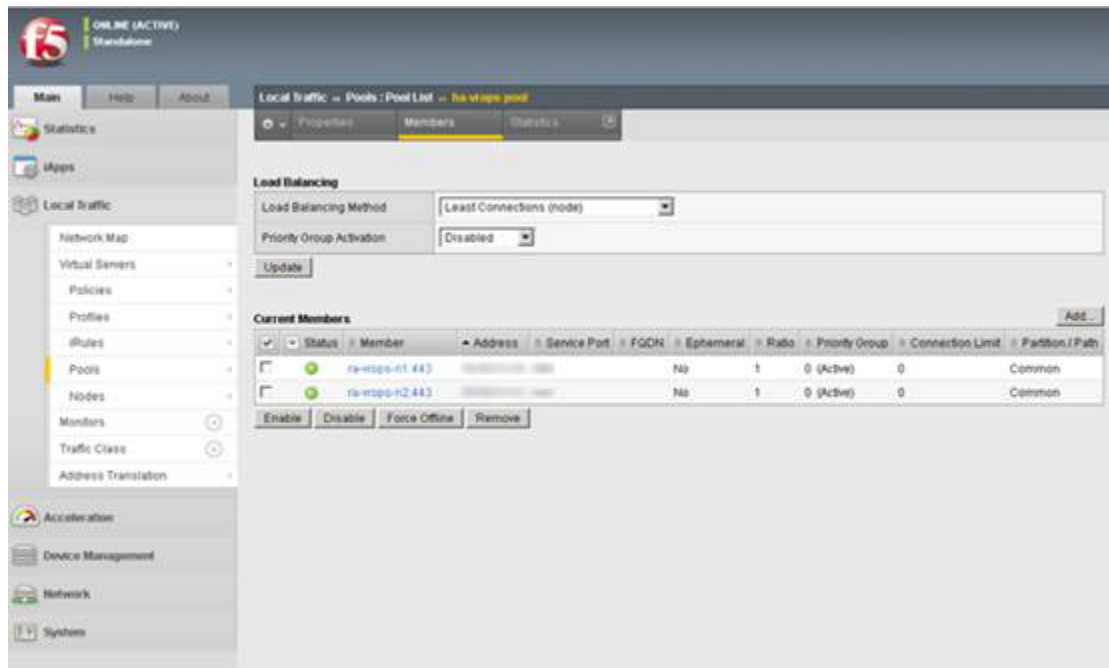 f5
ONLINE (ACTIVE)
Standalone
Main Help About
Local Traffic » Pools : Pool List » ha-vrops-pool
Properties Members Statistics
Statistics
iApps
Local Traffic
Network Map
Virtual Servers
Policies
Profiles
iRules
Pools
Nodes
Monitors
Traffic Class
Address Translation
Acceleration
Device Management
Network
System
Load Balancing
Load Balancing Method Least Connections (node)
Priority Group Activation Disabled
Update
Current Members Add...
Status Member Address Service Port FQDN Ephemeral Ratio Priority Group Connection Limit Partition / Path
ra-vrops-n1:443 No 1 0 (Active) 0 Common
ra-vrops-n2:443 No 1 0 (Active) 0 Common
Enable Disable Force Offline Remove